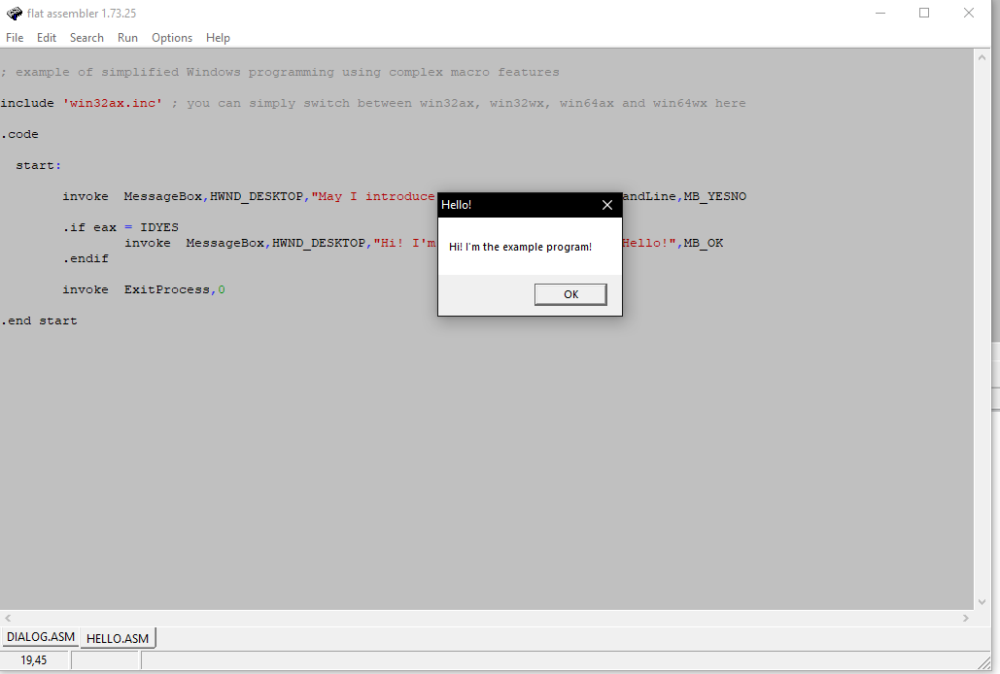 flat assembler 1.73.25
File Edit Search Run Options Help
; example of simplified Windows programming using complex macro features
include 'win32ax.inc' ; you can simply switch between win32ax, win32wx, win64ax and win64wx here
.code
start:
invoke MessageBox,HWND_DESKTOP,"May I introduce
andLine,MB_YESNO
.if eax = IDYES
invoke MessageBox,HWND_DESKTOP,"Hi! I'm
Hello!",MB_OK
.endif
invoke ExitProcess,0
.end start
Hello!
Hi! I'm the example program!
OK
DIALOG.ASM HELLO.ASM
19,45